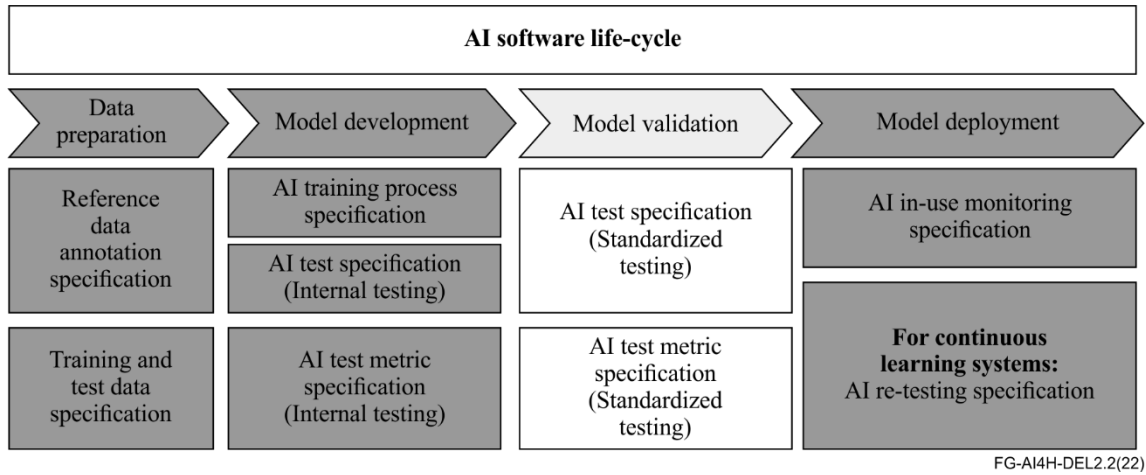 AI software life-cycle
Data
preparation
Model development
Model validation
Model deployment
Reference
data
annotation
specification
Training and
test data
specification
AI training process
specification
AI test specification
(Internal testing)
AI test metric
specification
(Internal testing)
AI test specification
(Standardized
testing)
AI test metric
specification
(Standardized
testing)
AI in-use monitoring
specification
For continuous
learning systems:
AI re-testing specification
FG-AI4H-DEL2.2(22)